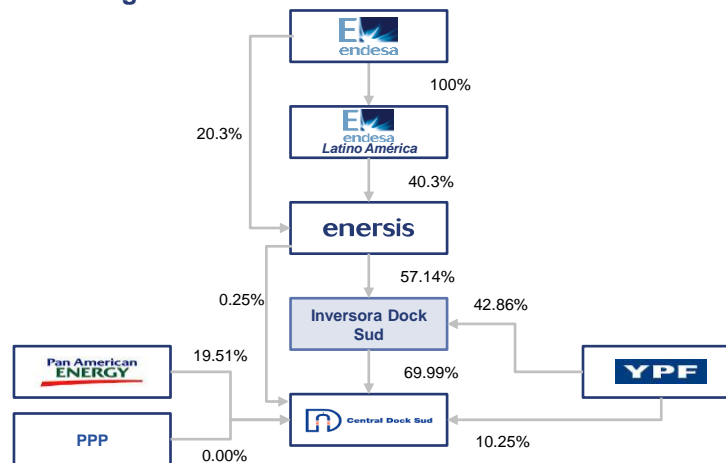 E
endesa
100%
E
endesa
Latino América
20.3%
40.3%
enersis
57.14%
0.25%
42.86%
Inversora Dock
Sud
Pan American
ENERGY
19.51%
69.99%
YPF
PPP
Central Dock Sud
0.00%
10.25%